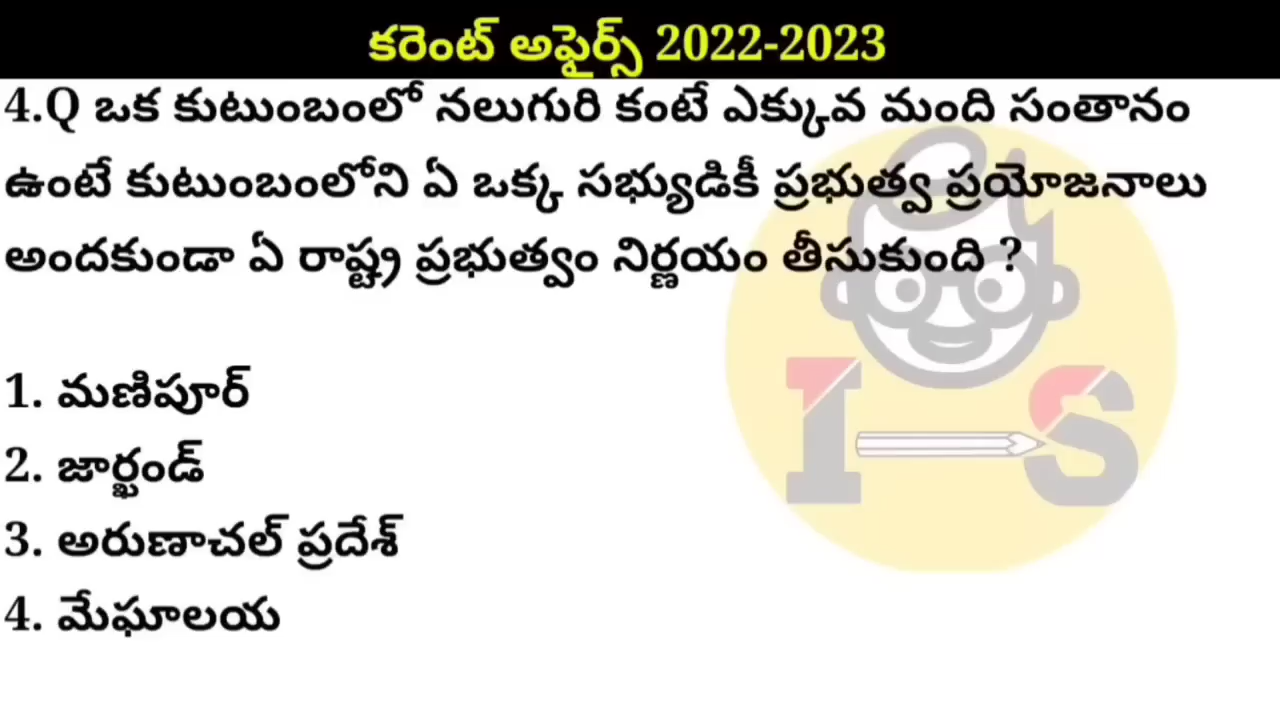 కరెంట్ అఫైర్స్ 2022-2023
4.Q ఒక కుటుంబంలో నలుగురి కంటే ఎక్కువ మంది సంతానం
ఉంటే కుటుంబంలోని ఏ ఒక్క సభ్యుడికీ ప్రభుత్వ ప్రయోజనాలు
అందకుండా ఏ రాష్ట్ర ప్రభుత్వం నిర్ణయం తీసుకుంది ?
1. మణిపూర్
2. జార్ఖండ్
3. అరుణాచల్ ప్రదేశ్
4. మేఘాలయ
I S